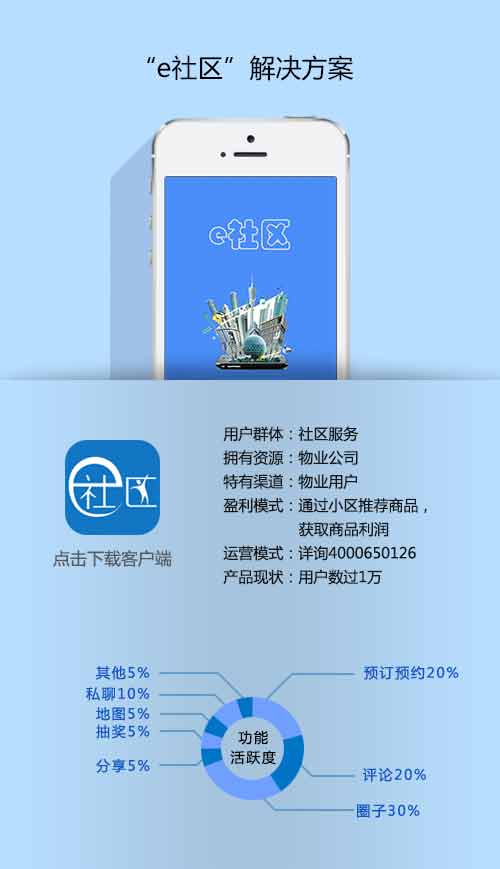 “e社区”解决方案
e社区
用户群体：社区服务
拥有资源：物业公司
特有渠道：物业用户
盈利模式：通过小区推荐商品，
获取商品利润
运营模式：详询4000650126
产品现状：用户数过1万
e社区
点击下载客户端
其他5%
私聊10%
地图5%
抽奖5%
分享5%
功能
活跃度
预订预约20%
评论20%
圈子30%